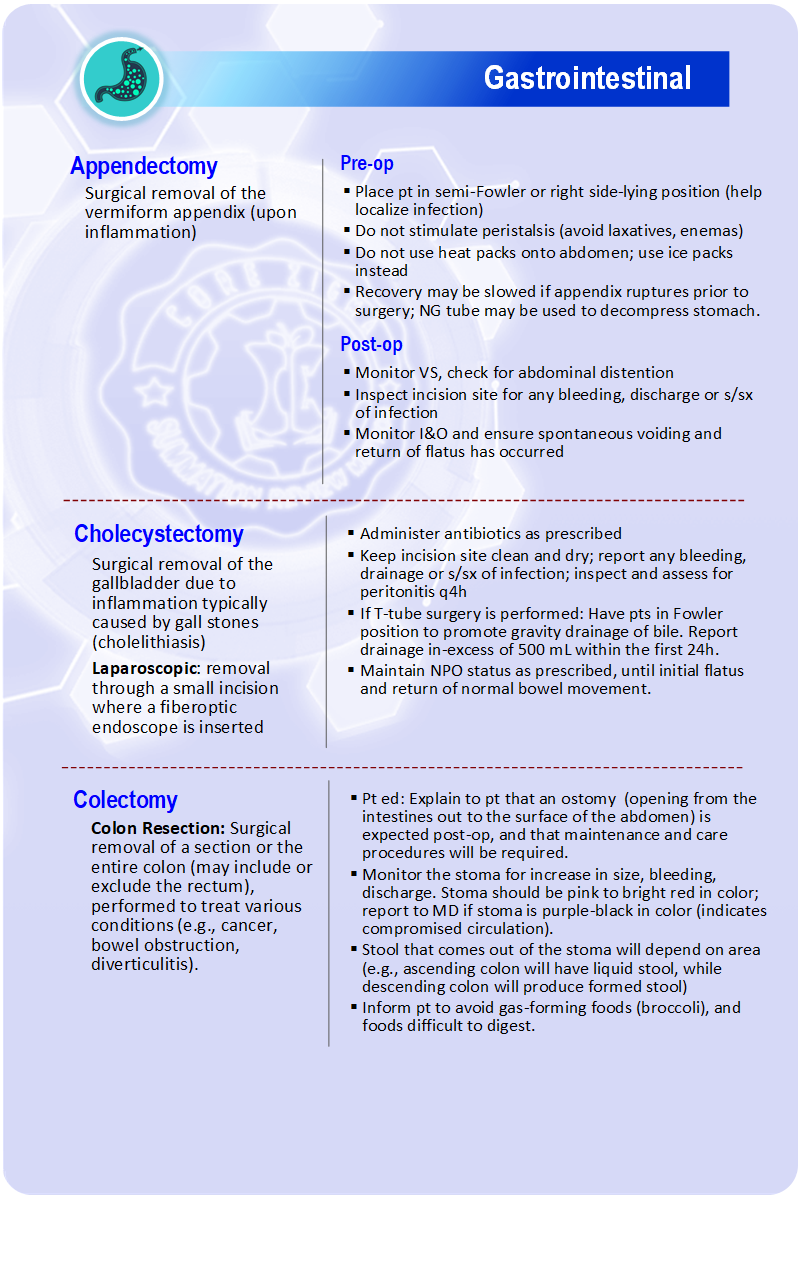 Gastrointestinal
Appendectomy
Surgical removal of the
vermiform appendix (upon
inflammation)
Pre-op
▪ Place pt in semi-Fowler or right side-lying position (help
localize infection)
▪ Do not stimulate peristalsis (avoid laxatives, enemas)
▪ Do not use heat packs onto abdomen; use ice packs
instead
▪ Recovery may be slowed if appendix ruptures prior to
surgery; NG tube may be used to decompress stomach.
Post-op
▪ Monitor VS, check for abdominal distention
▪ Inspect incision site for any bleeding, discharge or s/sx
of infection
▪ Monitor I&O and ensure spontaneous voiding and
return of flatus has occurred
Cholecystectomy
Surgical removal of the
gallbladder due to
inflammation typically
caused by gall stones
(cholelithiasis)
Laparoscopic: removal
through a small incision
where a fiberoptic
endoscope is inserted
▪ Administer antibiotics as prescribed
▪ Keep incision site clean and dry; report any bleeding,
drainage or s/sx of infection; inspect and assess for
peritonitis q4h
▪ If T-tube surgery is performed: Have pts in Fowler
position to promote gravity drainage of bile. Report
drainage in-excess of 500 mL within the first 24h.
▪ Maintain NPO status as prescribed, until initial flatus
and return of normal bowel movement.
Colectomy
Colon Resection: Surgical
removal of a section or the
entire colon (may include or
exclude the rectum),
performed to treat various
conditions (e.g., cancer,
bowel obstruction,
diverticulitis).
▪ Pt ed: Explain to pt that an ostomy (opening from the
intestines out to the surface of the abdomen) is
expected post-op, and that maintenance and care
procedures will be required.
▪ Monitor the stoma for increase in size, bleeding,
discharge. Stoma should be pink to bright red in color;
report to MD if stoma is purple-black in color (indicates
compromised circulation).
▪ Stool that comes out of the stoma will depend on area
(e.g., ascending colon will have liquid stool, while
descending colon will produce formed stool)
▪ Inform pt to avoid gas-forming foods (broccoli), and
foods difficult to digest.